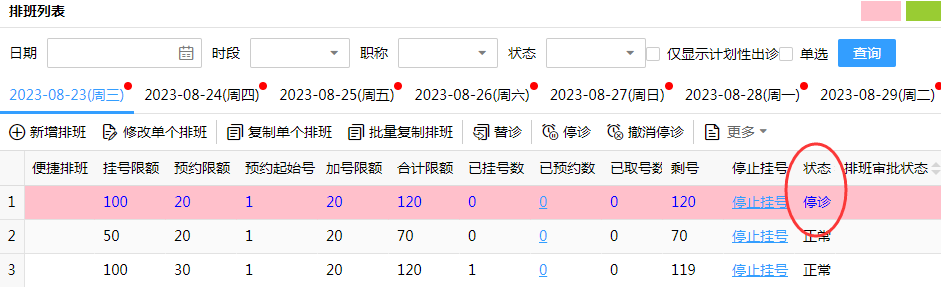 排班列表
日期 时段 职称 状态 仅显示计划性出诊 单选 查询
2023-08-23(周三) 2023-08-24(周四) 2023-08-25(周五) 2023-08-26(周六) 2023-08-27(周日) 2023-08-28(周一) 2023-08-29(周二)
新增排班 修改单个排班 复制单个排班 批量复制排班 替诊 停诊 撤消停诊 更多
便捷排班 挂号限额 预约限额 预约起始号 加号限额 合计限额 已挂号数 已预约数 已取号数 剩号 停止挂号 状态 排班审批状态
1 100 20 1 20 120 0 0 0 120 停止挂号 停诊
2 50 20 1 20 70 0 0 0 70 停止挂号 正常
3 100 30 1 20 120 1 0 0 119 停止挂号 正常